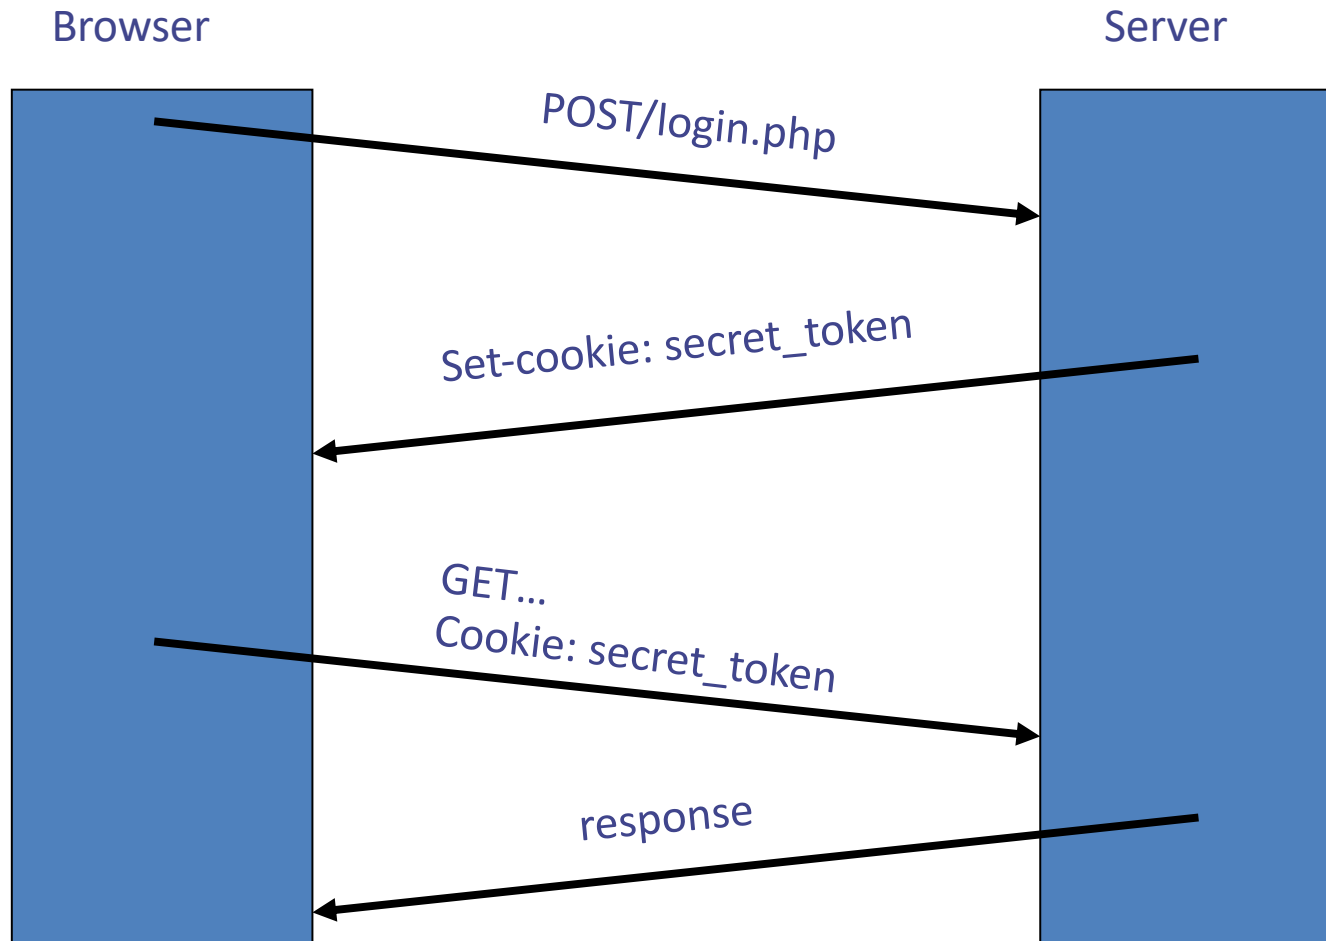 Browser
Server
POST/login.php
Set-cookie: secret_token
GET...
Cookie: secret_token
response